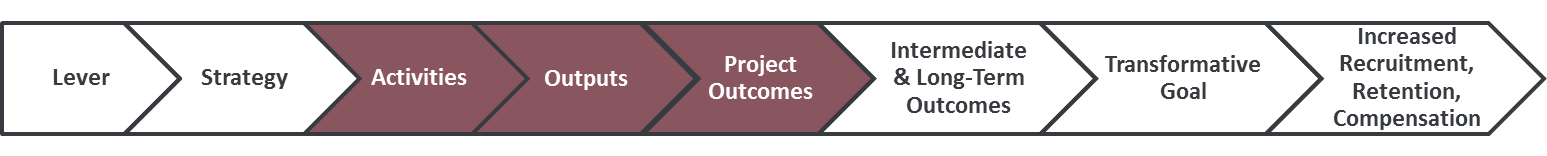 Lever
Strategy
Activities
Outputs
Project
Outcomes
Intermediate
& Long-Term
Outcomes
Transformative
Goal
Increased
Recruitment,
Retention,
Compensation